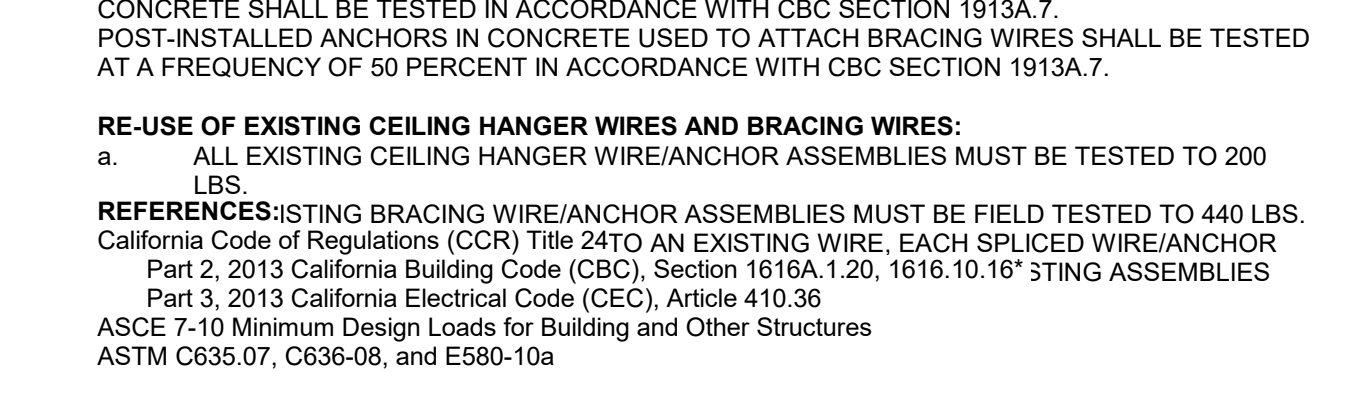 CONCRETE SHALL BE TESTED IN ACCORDANCE WITH CBC SECTION 1913A.7.
POST-INSTALLED ANCHORS IN CONCRETE USED TO ATTACH BRACING WIRES SHALL BE TESTED
AT A FREQUENCY OF 50 PERCENT IN ACCORDANCE WITH CBC SECTION 1913A.7.
RE-USE OF EXISTING CEILING HANGER WIRES AND BRACING WIRES:
a. ALL EXISTING CEILING HANGER WIRE/ANCHOR ASSEMBLIES MUST BE TESTED TO 200
LBS.
REFERENCES:ISTING BRACING WIRE/ANCHOR ASSEMBLIES MUST BE FIELD TESTED TO 440 LBS.
California Code of Regulations (CCR) Title 24TO AN EXISTING WIRE, EACH SPLICED WIRE/ANCHOR
Part 2, 2013 California Building Code (CBC), Section 1616A.1.20, 1616.10.16* STING ASSEMBLIES
Part 3, 2013 California Electrical Code (CEC), Article 410.36
ASCE 7-10 Minimum Design Loads for Building and Other Structures
ASTM C635.07, C636-08, and E580-10a